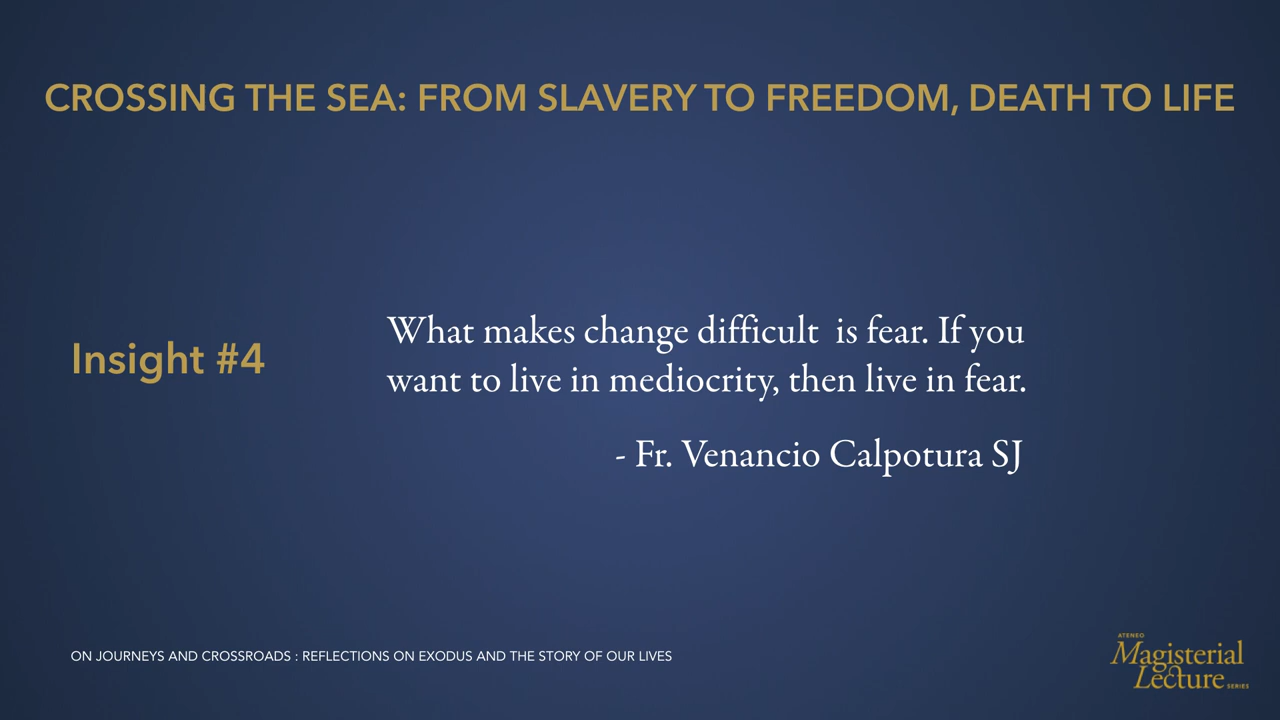 CROSSING THE SEA: FROM SLAVERY TO FREEDOM, DEATH TO LIFE
Insight #4
What makes change difficult  is fear. If you
want to live in mediocrity, then live in fear.
- Fr. Venancio Calpotura SJ
ON JOURNEYS AND CROSSROADS : REFLECTIONS ON EXODUS AND THE STORY OF OUR LIVES
ATENEO
Magisterial
Lecture SERIES